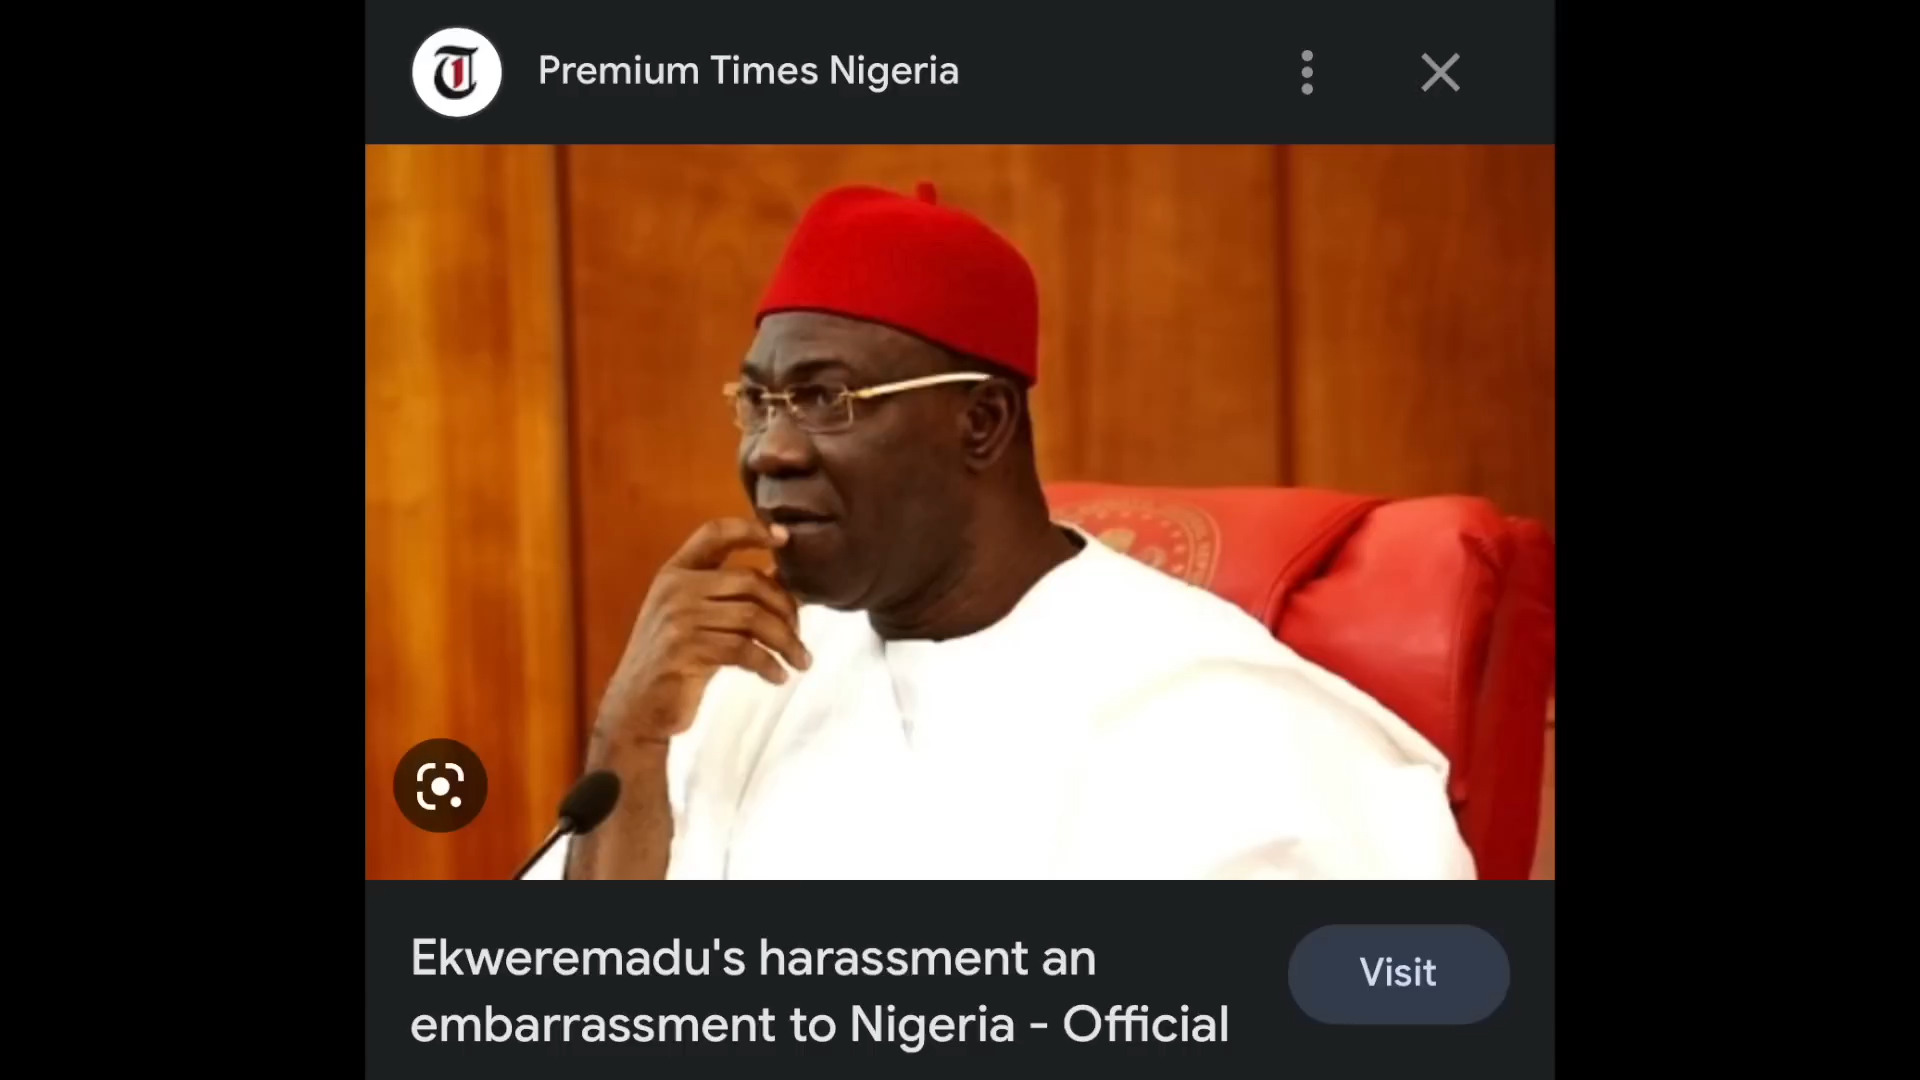 Premium Times Nigeria
Ekweremadu's harassment an
embarrassment to Nigeria - Official
Visit